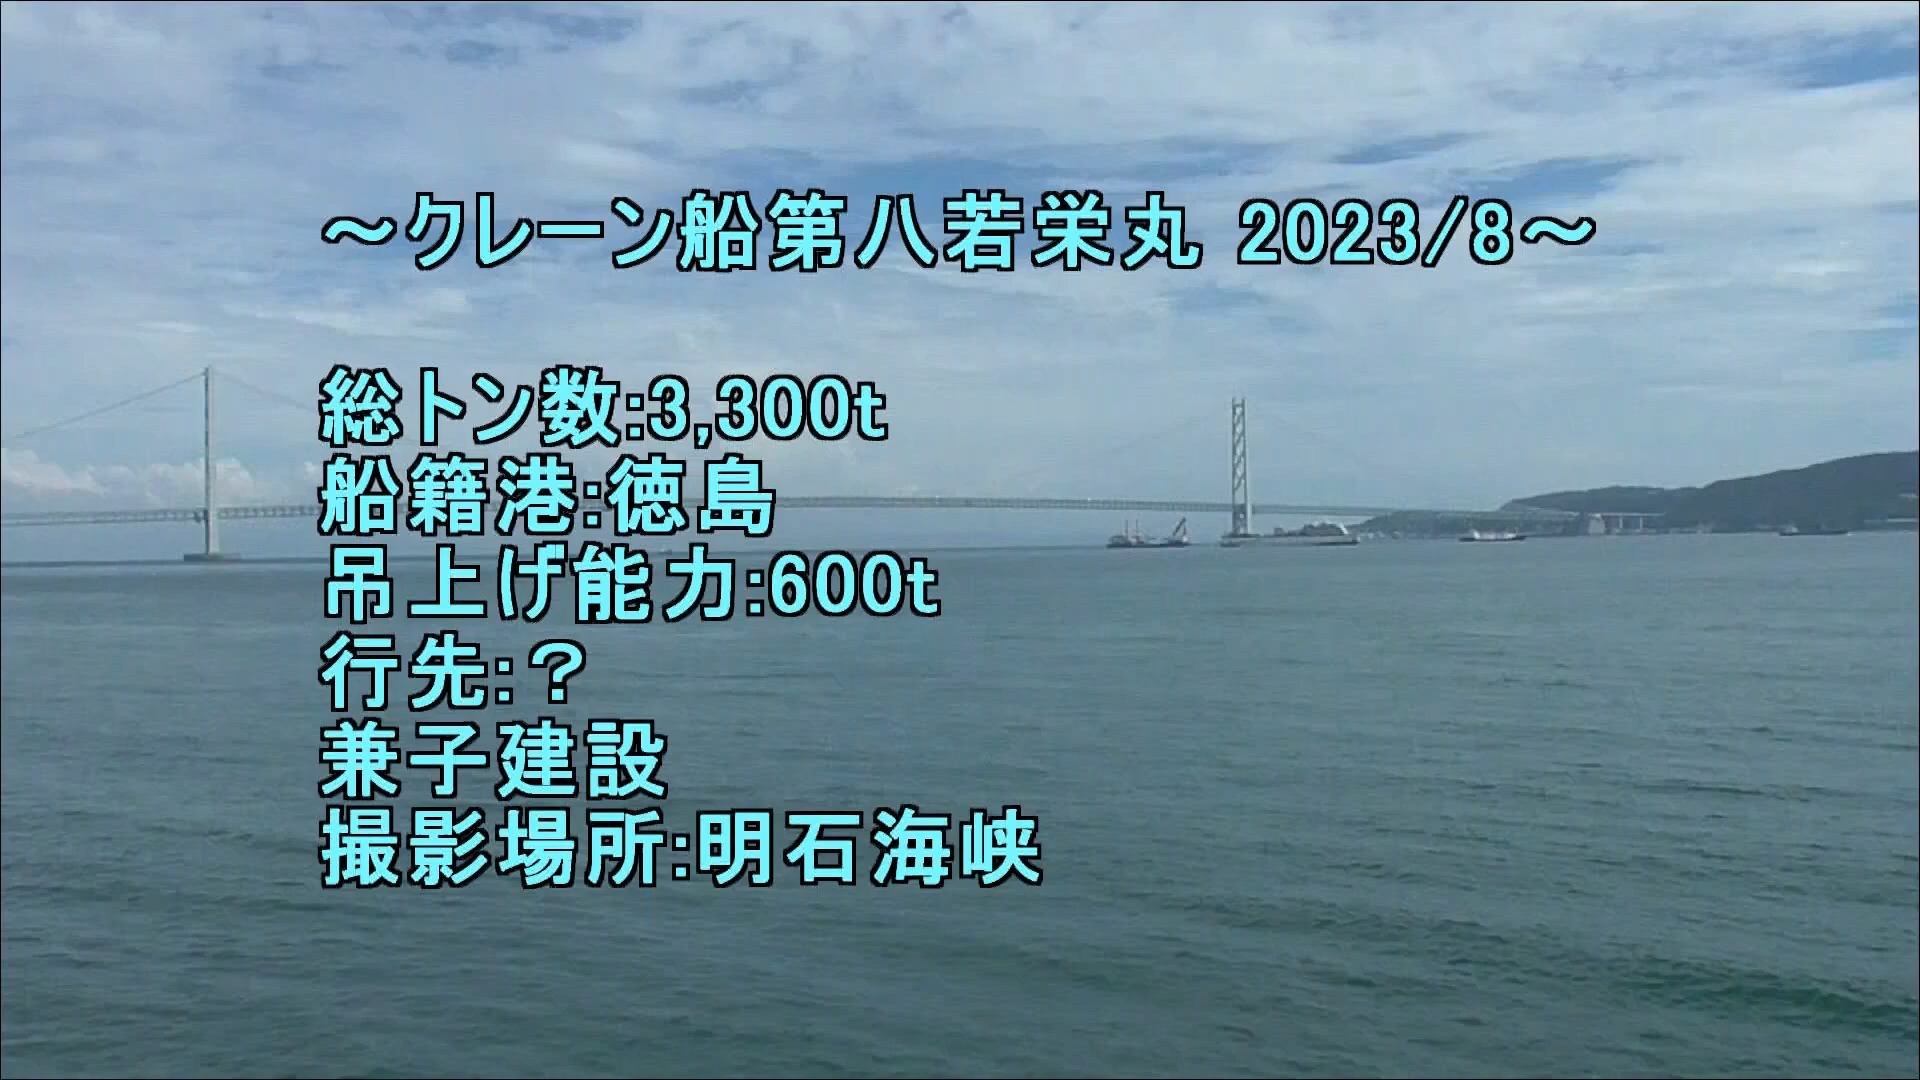 ～クレーン船第八若栄丸 2023/8～
総トン数:3,300t
船籍港:徳島
吊上げ能力:600t
行先:？
兼子建設
撮影場所:明石海峡